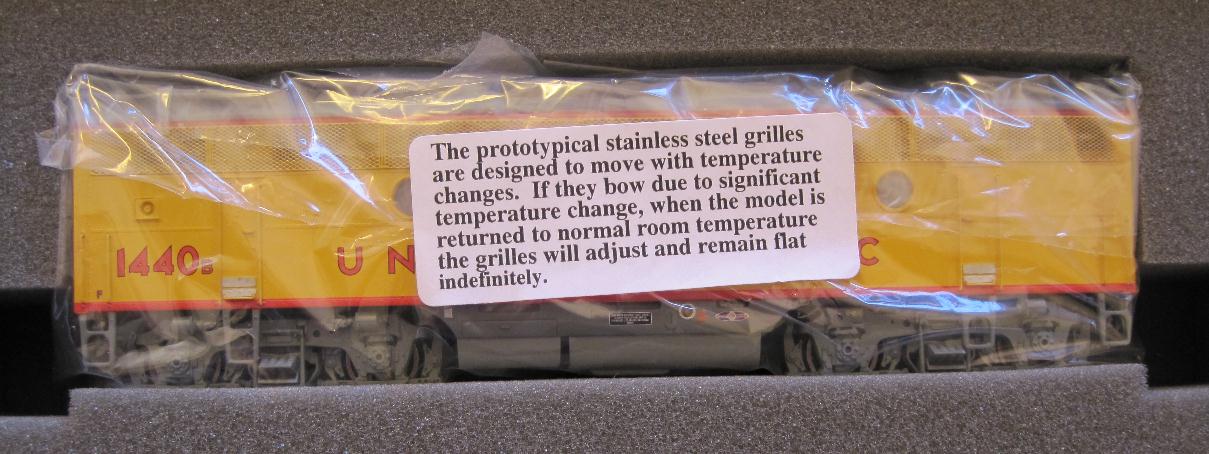 The prototypical stainless steel grilles
are designed to move with temperature
changes. If they bow due to significant
temperature change, when the model is
returned to normal room temperature
the grilles will adjust and remain flat
indefinitely.
1440B
U N
C
F